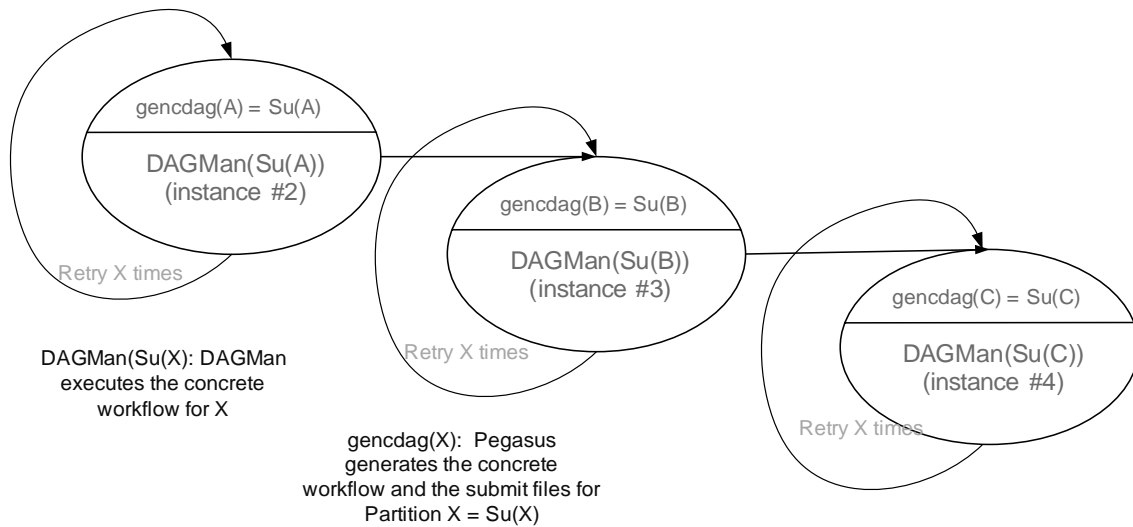 gencdag(A) = Su(A)
DAGMan(Su(A))
(instance #2)
Retry X times
gencdag(B) = Su(B)
DAGMan(Su(B))
(instance #3)
Retry X times
gencdag(C) = Su(C)
DAGMan(Su(C))
(instance #4)
Retry X times
DAGMan(Su(X): DAGMan
executes the concrete
workflow for X
gencdag(X): Pegasus
generates the concrete
workflow and the submit files for
Partition X = Su(X)